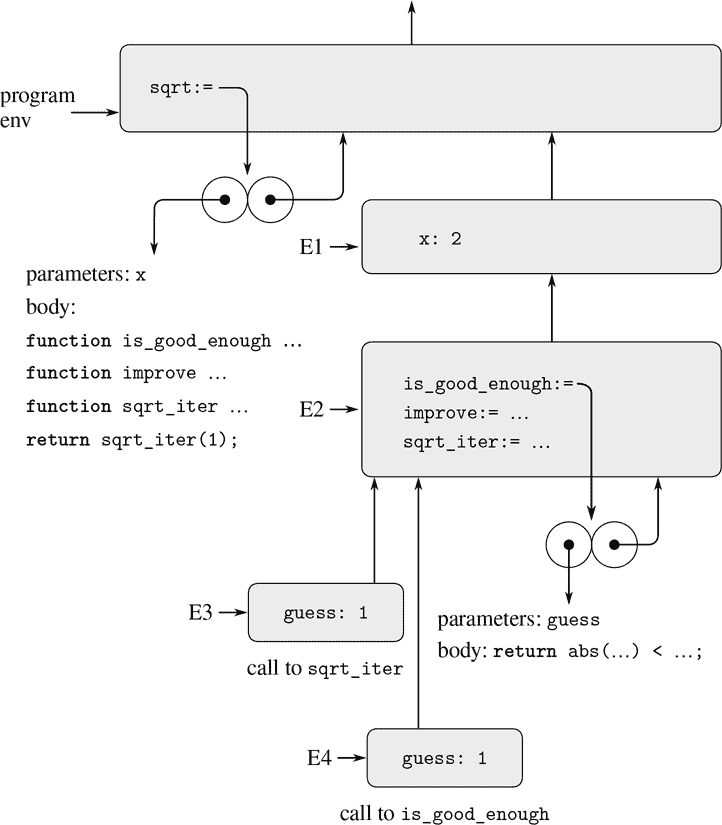 sqrt:=
program
env
E1
x: 2
parameters: x
body:
function is_good_enough ...
function improve ...
function sqrt_iter ...
return sqrt_iter(1);
E2
is_good_enough:=
improve:= ...
sqrt_iter:= ...
E3
guess: 1
call to sqrt_iter
parameters: guess
body: return abs(...) < ...;
E4
guess: 1
call to is_good_enough